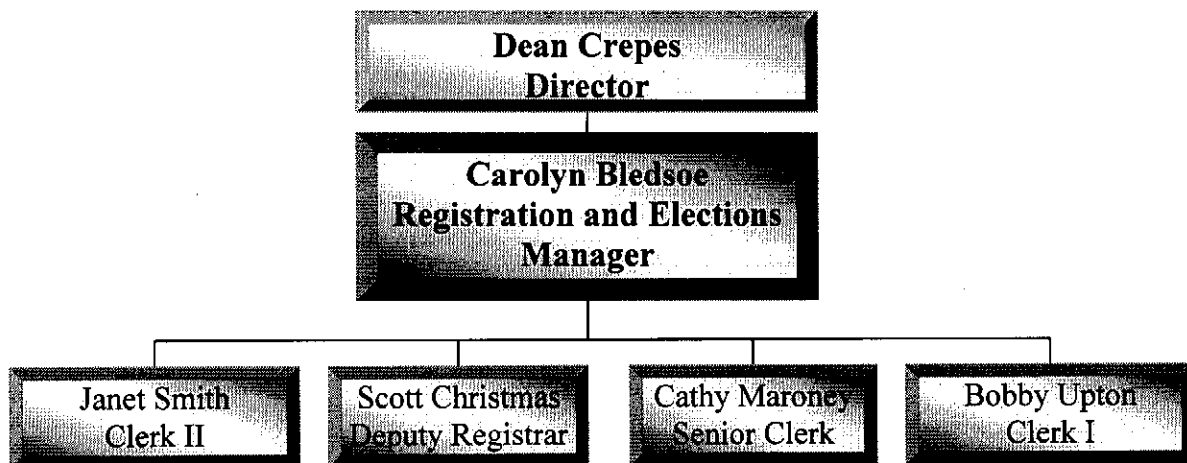 Dean Crepes
Director
Carolyn Bledsoe
Registration and Elections
Manager
Janet Smith
Clerk II
Scott Christmas
Deputy Registrar
Cathy Maroney
Senior Clerk
Bobby Upton
Clerk I